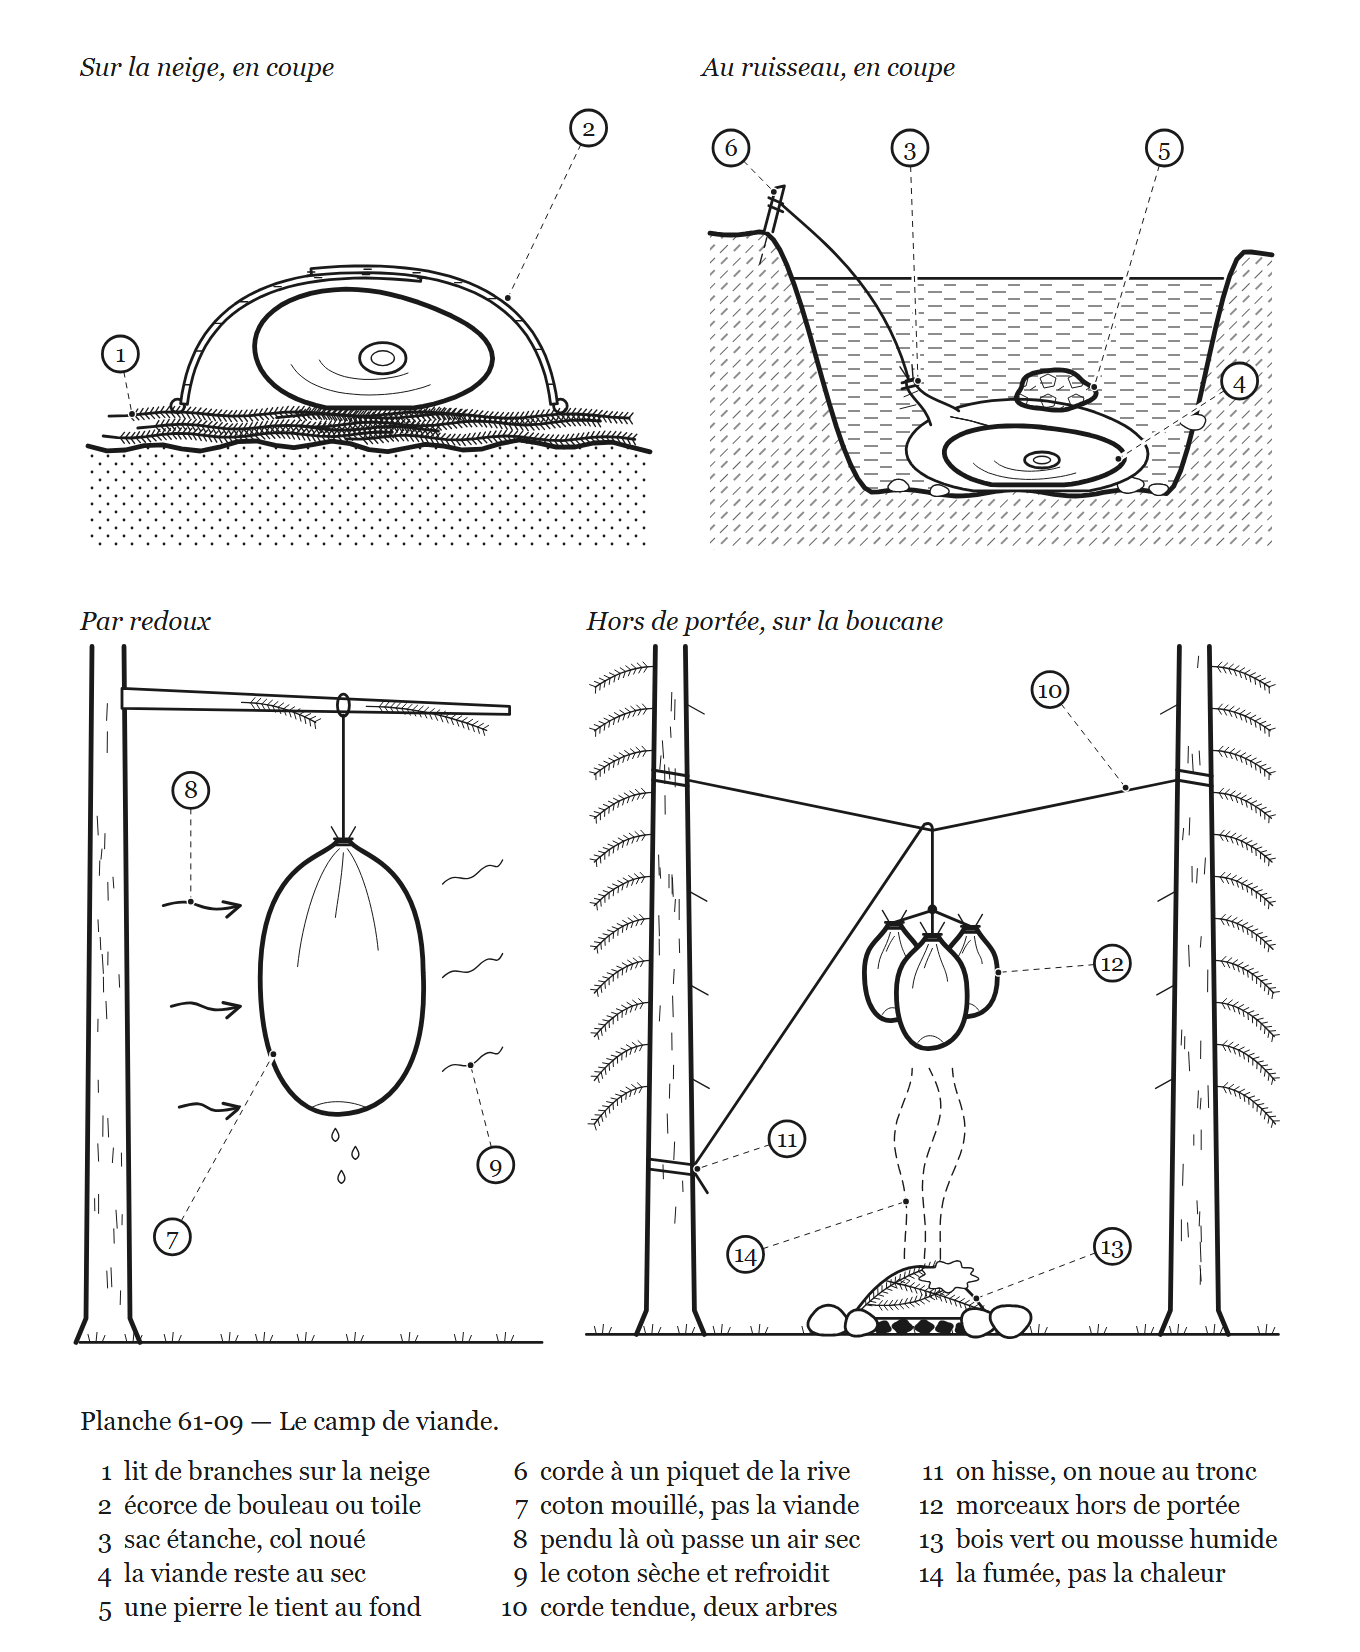 Sur la neige, en coupe
Au ruisseau, en coupe
2
6
3
5
1
4
Par redoux
Hors de portée, sur la boucane
10
8
12
11
9
7
14
13
Planche 61-09 — Le camp de viande.
1 lit de branches sur la neige
2 écorce de bouleau ou toile
3 sac étanche, col noué
4 la viande reste au sec
5 une pierre le tient au fond
6 corde à un piquet de la rive
7 coton mouillé, pas la viande
8 pendu là où passe un air sec
9 le coton sèche et refroidit
10 corde tendue, deux arbres
11 on hisse, on noue au tronc
12 morceaux hors de portée
13 bois vert ou mousse humide
14 la fumée, pas la chaleur